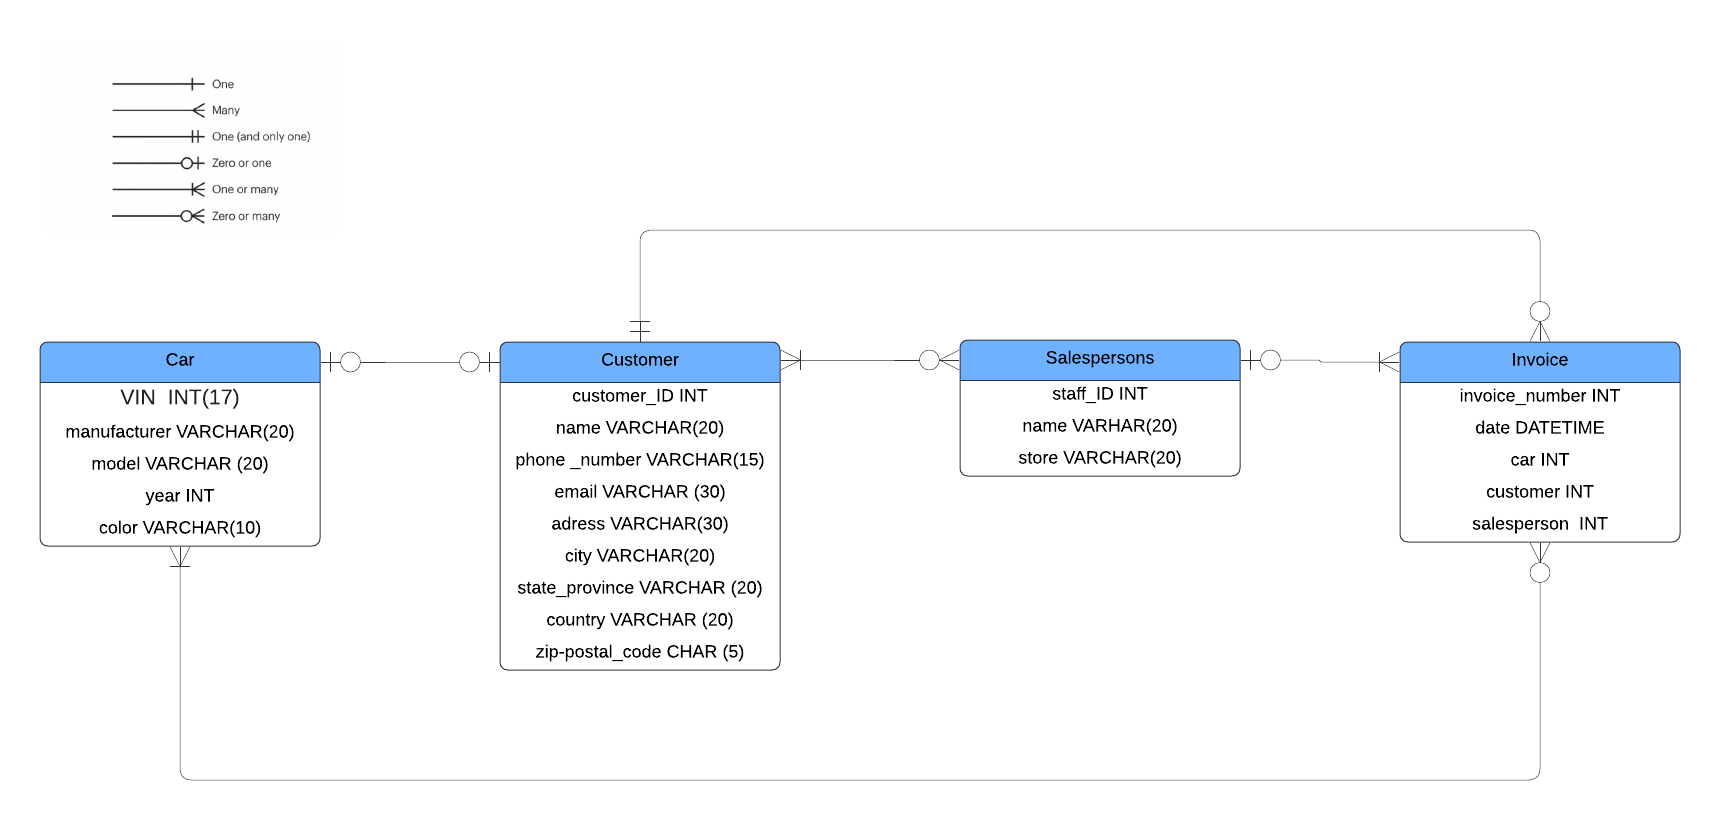 One
Many
One (and only one)
Zero or one
One or many
Zero or many
Car
VIN  INT(17)
manufacturer VARCHAR(20)
model VARCHAR (20)
year INT
color VARCHAR(10)
Customer
customer_ID INT
name VARCHAR(20)
phone _number VARCHAR(15)
email VARCHAR (30)
adress VARCHAR(30)
city VARCHAR(20)
state_province VARCHAR (20)
country VARCHAR (20)
zip-postal_code CHAR (5)
Salespersons
staff_ID INT
name VARHAR(20)
store VARCHAR(20)
Invoice
invoice_number INT
date DATETIME
car INT
customer INT
salesperson  INT